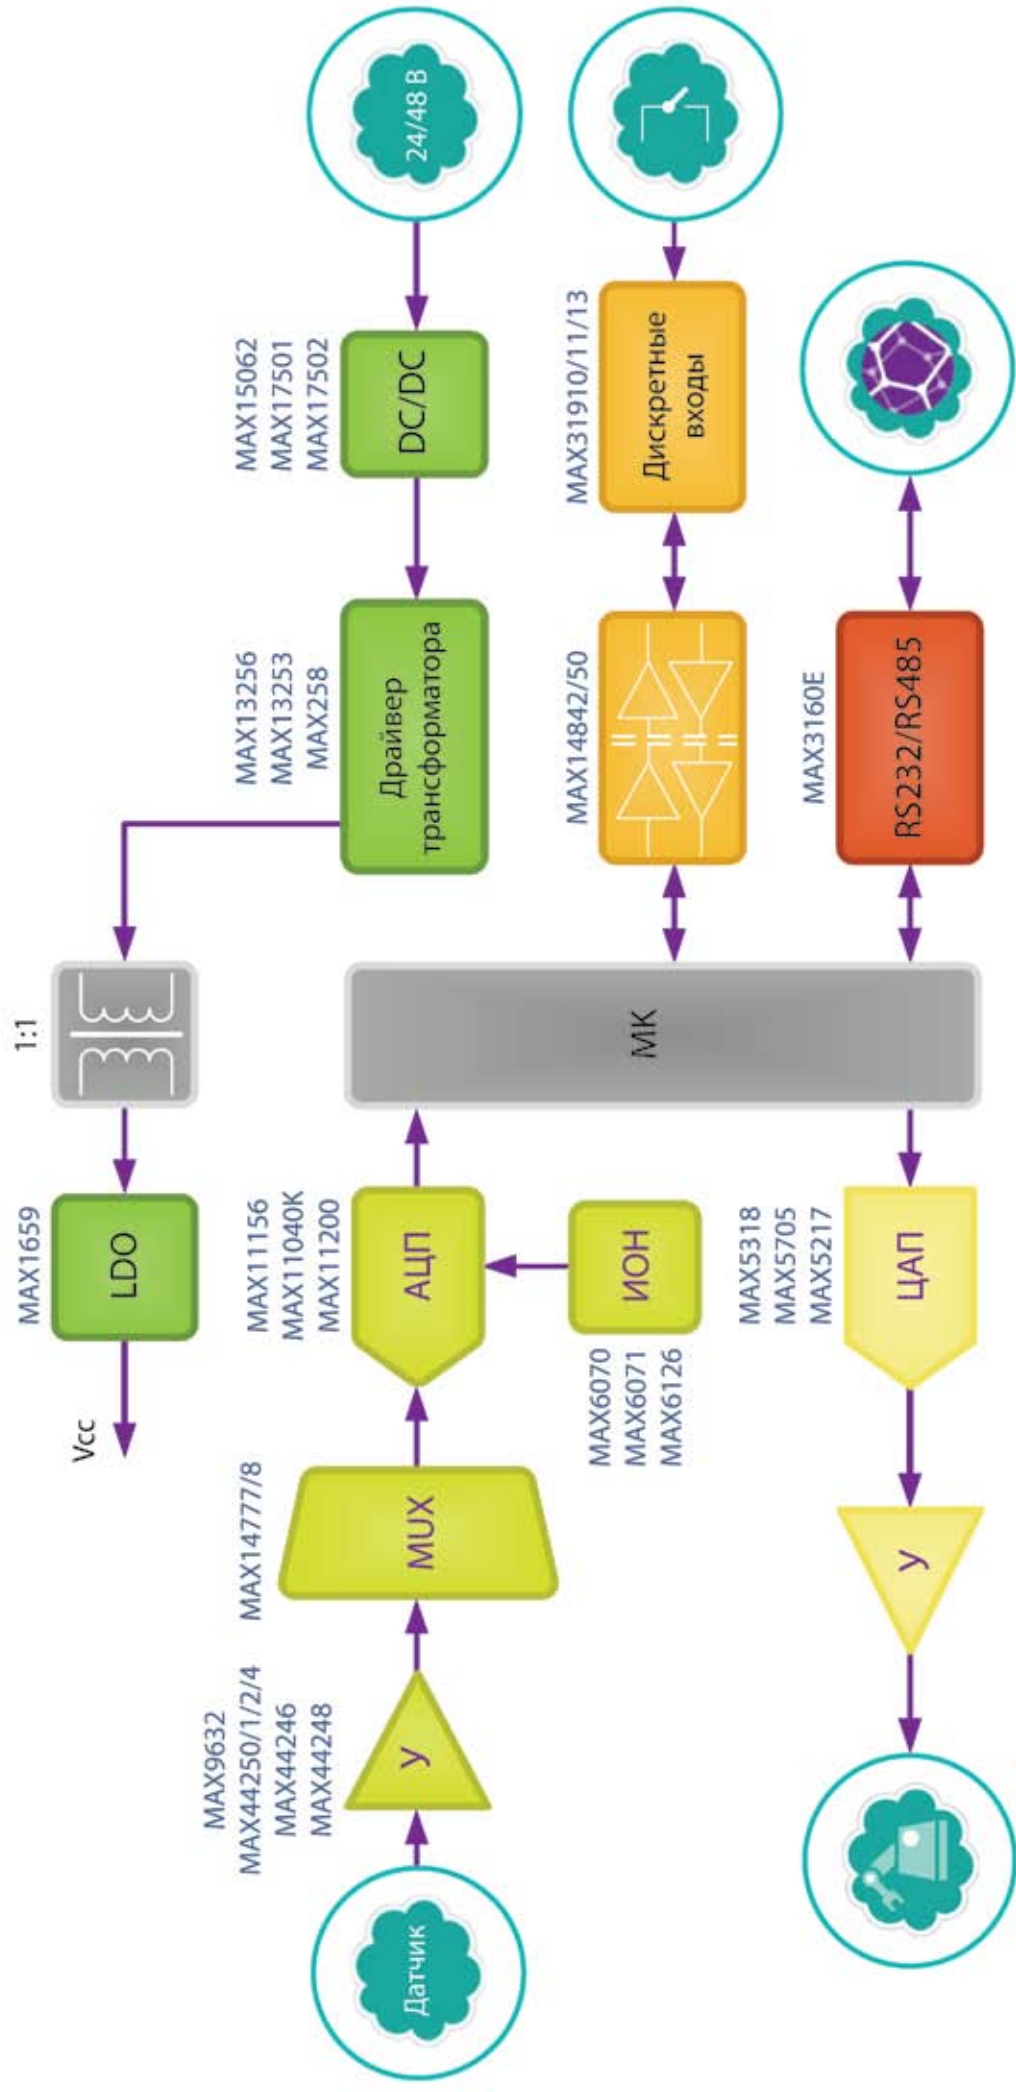 1:1
MAX1659
LDO
Vcc
MAX13256
MAX13253
MAX258
Драйвер
трансформатора
MAX15062
MAX17501
MAX17502
DC/DC
24/48 В
MAX9632
MAX44250/1/2/4
MAX44246
MAX44248
Датчик
У
MAX14777/8
MUX
MAX11156
MAX11040K
MAX11200
АЦП
MAX6070
MAX6071
MAX6126
ИОН
МК
MAX14842/50
MAX31910/11/13
Дискретные
входы
MAX5318
MAX5705
MAX5217
ЦАП
У
MAX3160E
RS232/RS485